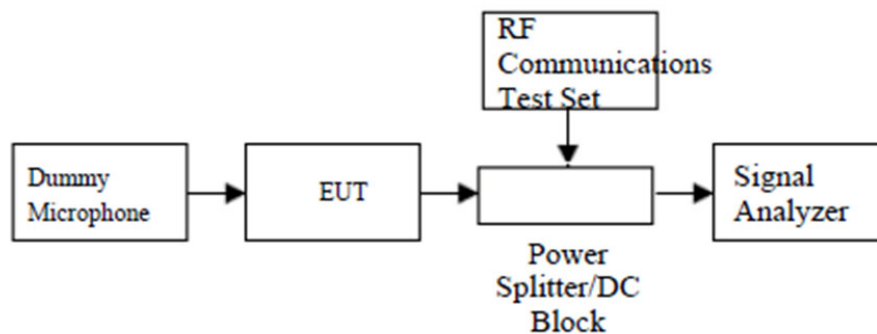 RF
Communications
Test Set
Dummy
Microphone
EUT
Signal
Analyzer
Power
Splitter/DC
Block